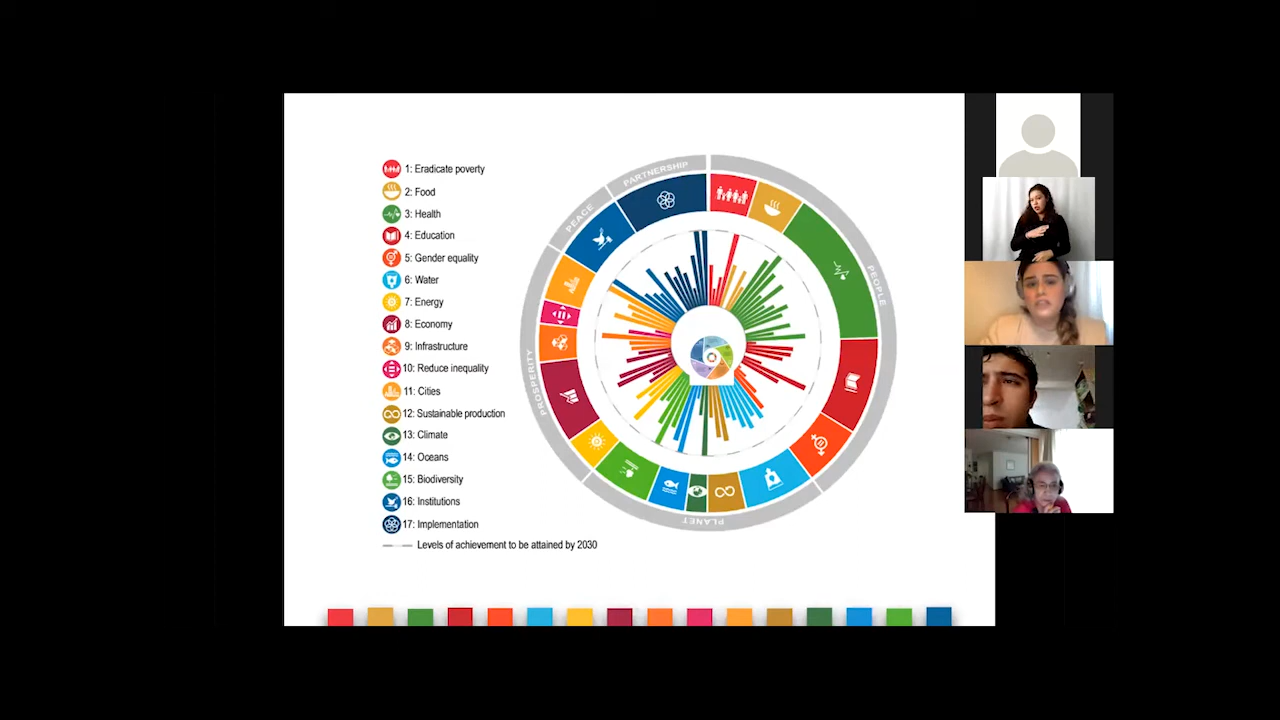 1: Eradicate poverty
2: Food
3: Health
4: Education
5: Gender equality
6: Water
7: Energy
8: Economy
9: Infrastructure
10: Reduce inequality
11: Cities
12: Sustainable production
13: Climate
14: Oceans
15: Biodiversity
16: Institutions
17: Implementation
Levels of achievement to be attained by 2030
PARTNERSHIP
PEACE
PEOPLE
PROSPERITY
PLANET